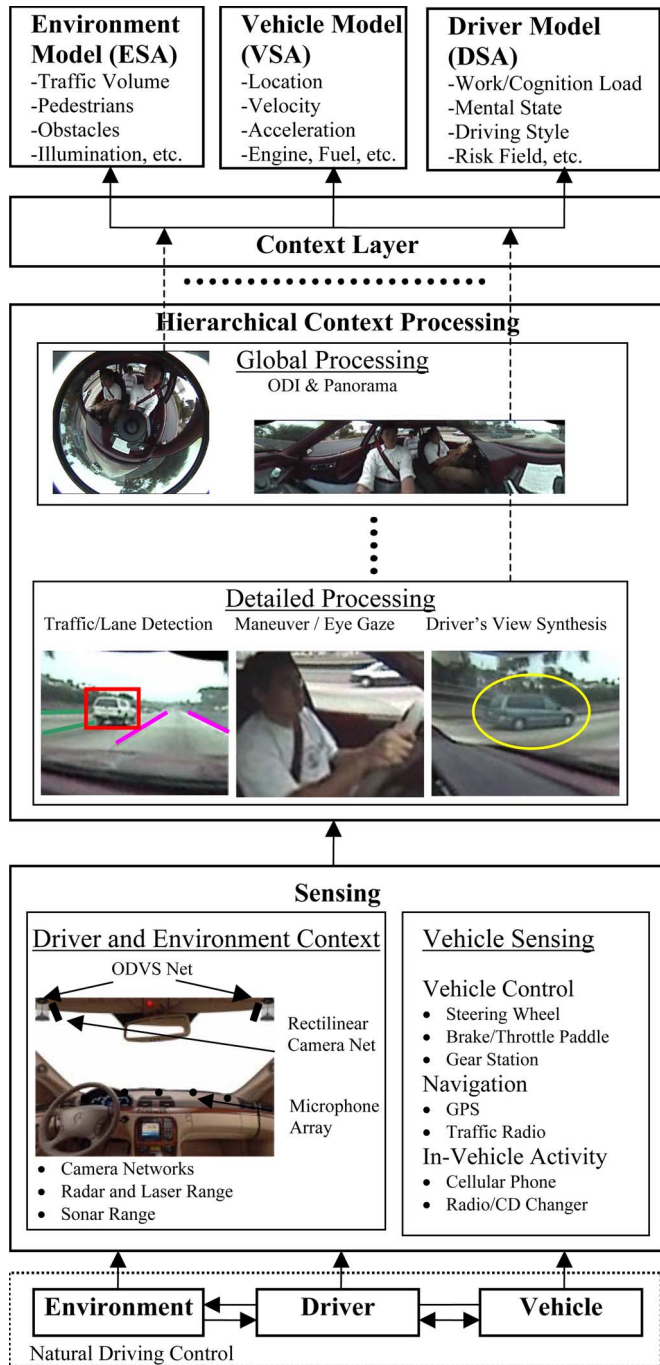 Environment
Model (ESA)
-Traffic Volume
-Pedestrians
-Obstacles
-Illumination, etc.
Vehicle Model
(VSA)
-Location
-Velocity
-Acceleration
-Engine, Fuel, etc.
Driver Model
(DSA)
-Work/Cognition Load
-Mental State
-Driving Style
-Risk Field, etc.
Context Layer
Hierarchical Context Processing
Global Processing
ODI & Panorama
Detailed Processing
Traffic/Lane Detection
Maneuver / Eye Gaze
Driver's View Synthesis
Sensing
Driver and Environment Context
ODVS Net
Rectilinear
Camera Net
Microphone
Array
• Camera Networks
• Radar and Laser Range
• Sonar Range
Vehicle Sensing
Vehicle Control
• Steering Wheel
• Brake/Throttle Paddle
• Gear Station
Navigation
• GPS
• Traffic Radio
In-Vehicle Activity
• Cellular Phone
• Radio/CD Changer
Environment
Driver
Vehicle
Natural Driving Control